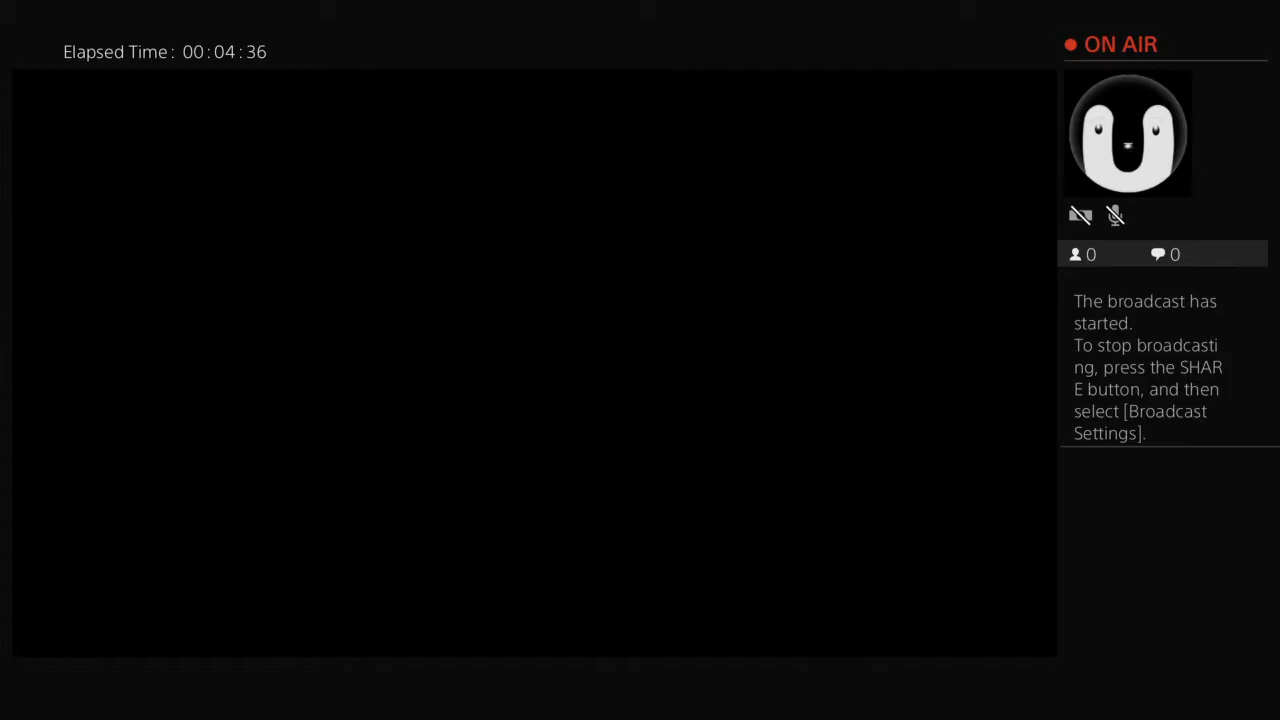 Elapsed Time: 00:04:36
ON AIR
0
0
The broadcast has
started.
To stop broadcasti
ng, press the SHAR
E button, and then
select [Broadcast
Settings].